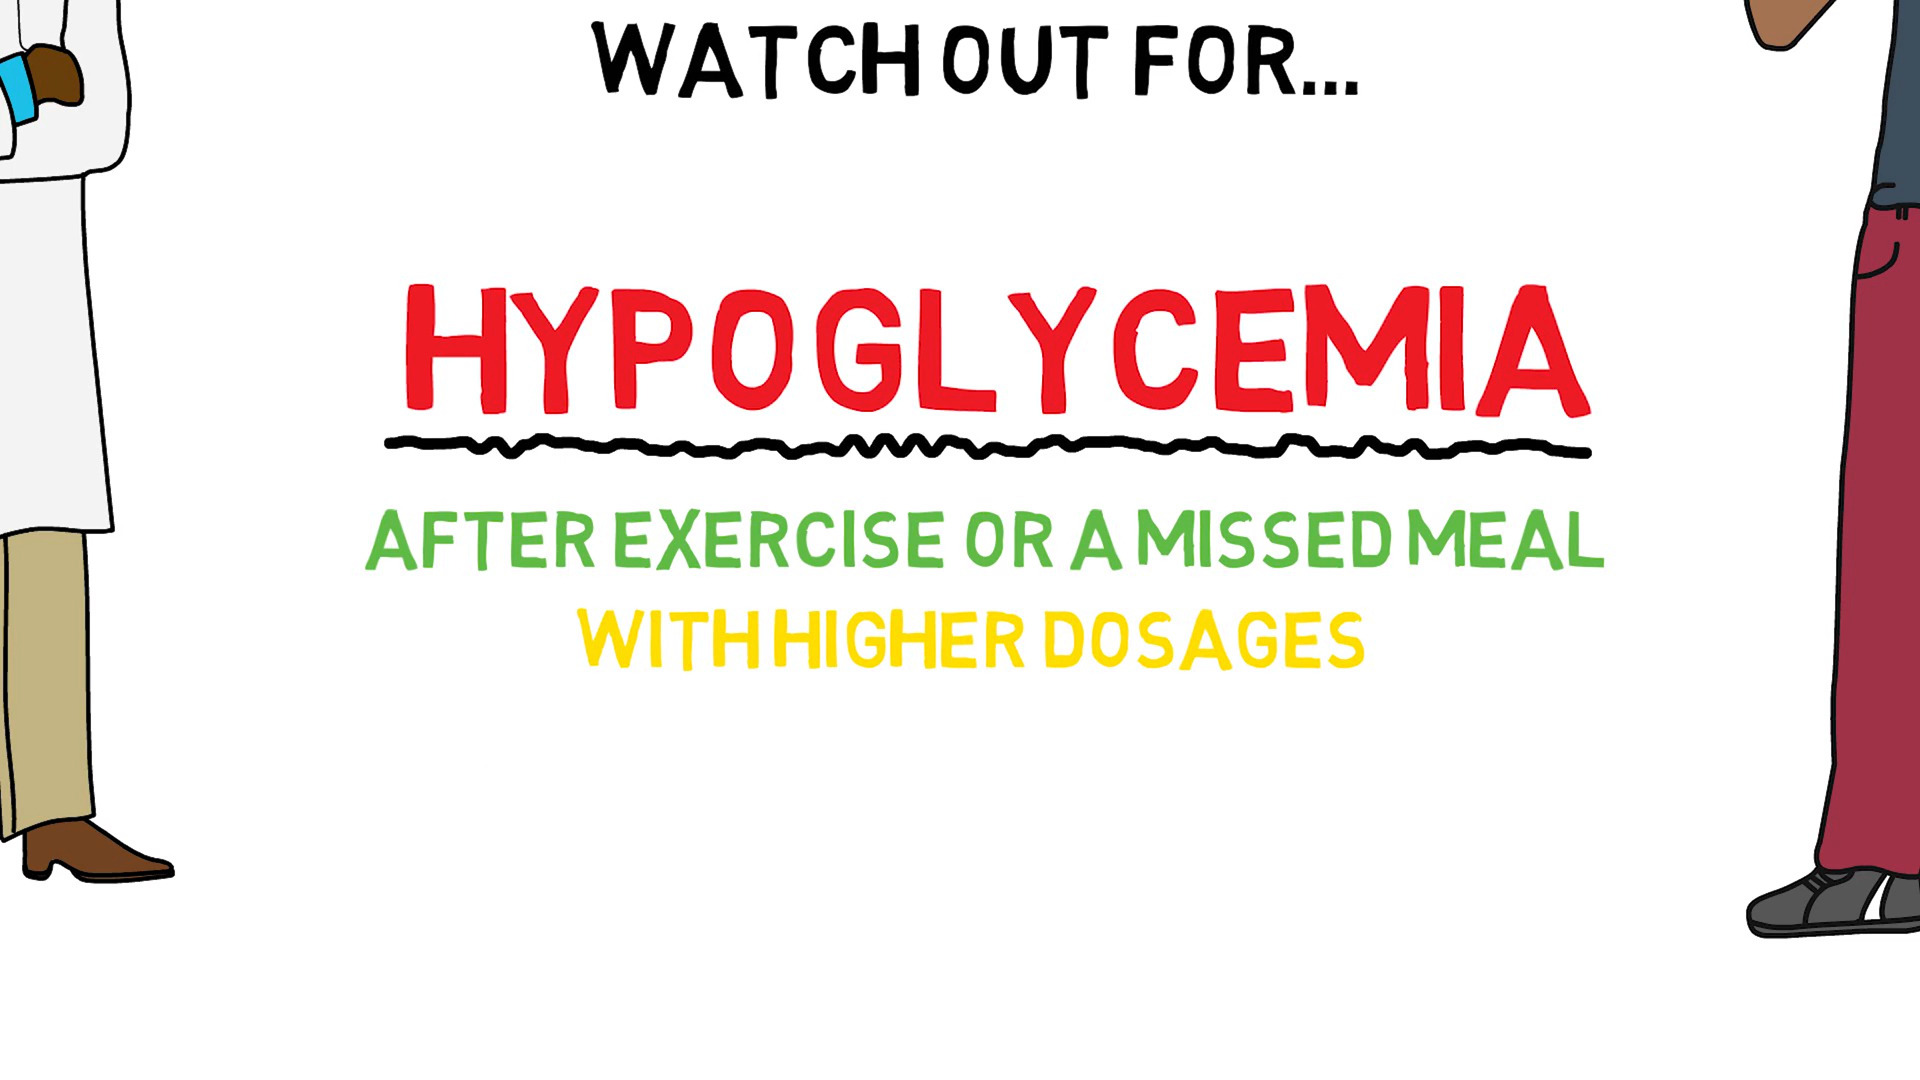 WATCH OUT FOR...
HYPOGLYCEMIA
AFTER EXERCISE OR A MISSED MEAL
WITH HIGHER DOSAGES